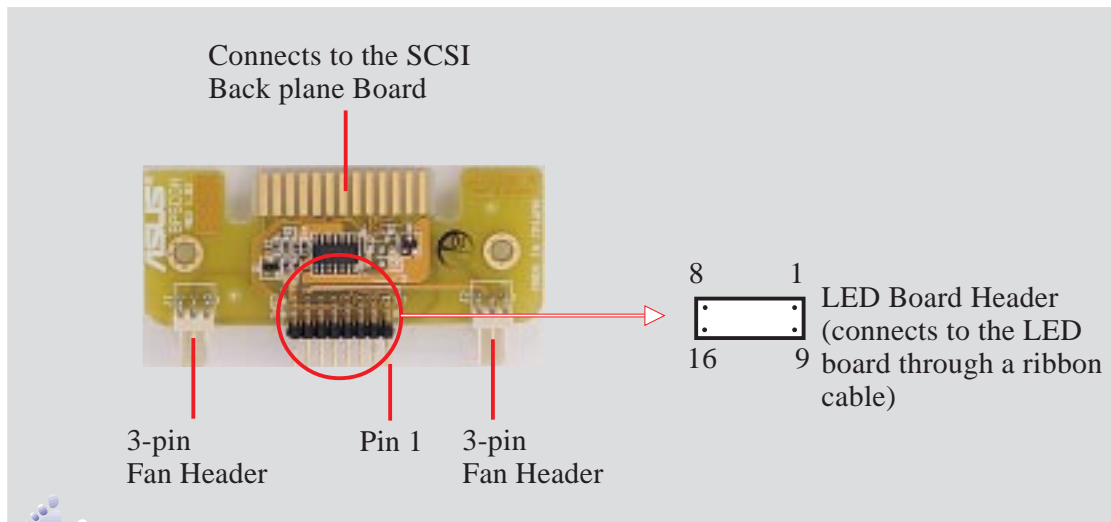 Connects to the SCSI
Back plane Board
ASUS
8 1
LED Board Header
(connects to the LED
16 9 board through a ribbon
cable)
3-pin
Fan Header
Pin 1
3-pin
Fan Header